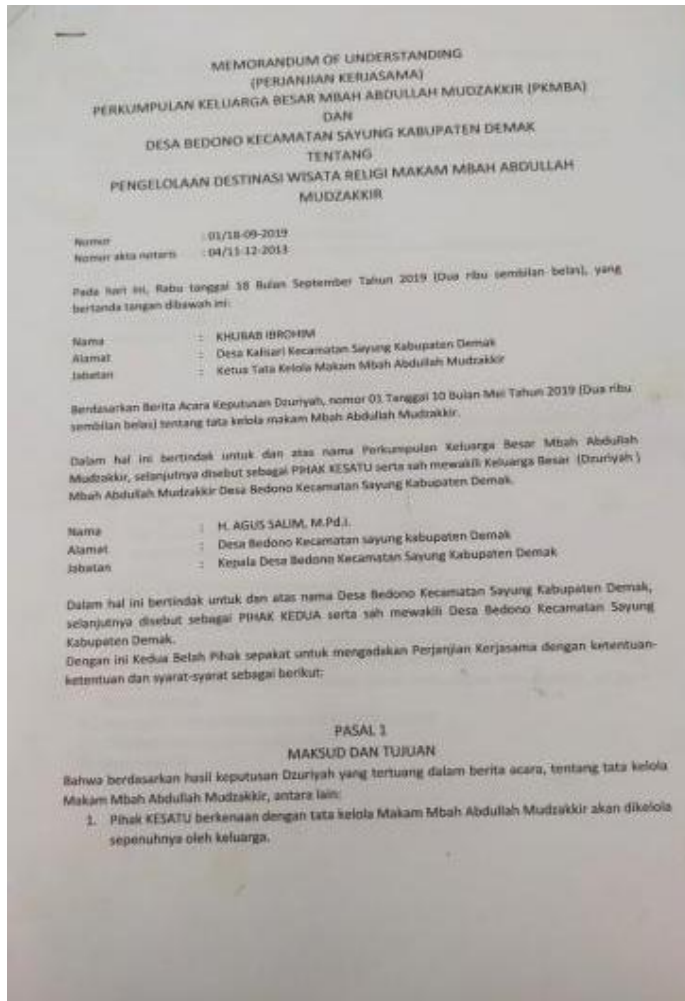 MEMORANDUM OF UNDERSTANDING
(PERJANJIAN KERJASAMA)
PERKUMPULAN KELUARGA BESAR MBAH ABDULLAH MUDZAKKIR (PKMBA)
DAN
DESA BEDONO KECAMATAN SAYUNG KABUPATEN DEMAK
TENTANG
PENGELOLAAN DESTINASI WISATA RELIGI MAKAM MBAH ABDULLAH
MUDZAKKIR
Nomor : 01/18-09-2019
Nomor akta notaris : 04/11-12-2013
Pada hari ini, Rabu tanggal 18 Bulan September Tahun 2019 (Dua ribu sembilan belas), yang
bertanda tangan dibawah ini:
Nama : KHURAB IBROHIM
Alamat : Desa Kalisari Kecamatan Sayung Kabupaten Demak
Jabatan : Ketua Tata Kelola Makam Mbah Abdullah Mudzakkir
Berdasarkan Berita Acara Keputusan Dzuriyah, nomor 01 Tanggal 10 Bulan Mei Tahun 2019 (Dua ribu
sembilan belas) tentang tata kelola makam Mbah Abdullah Mudzakkir.
Dalam hal ini bertindak untuk dan atas nama Perkumpulan Keluarga Besar Mbah Abdullah
Mudzakkir, selanjutnya disebut sebagai PIHAK KESATU serta sah mewakili Keluarga Besar (Dzuriyah )
Mbah Abdullah Mudzakkir Desa Bedono Kecamatan Sayung Kabupaten Demak.
Nama : H. AGUS SALIM, M.Pd.I.
Alamat : Desa Bedono Kecamatan sayung kabupaten Demak
Jabatan : Kepala Desa Bedono Kecamatan Sayung Kabupaten Demak
Dalam hal ini bertindak untuk dan atas nama Desa Bedono Kecamatan Sayung Kabupaten Demak,
selanjutnya disebut sebagai PIHAK KEDUA serta sah mewakili Desa Bedono Kecamatan Sayung
Kabupaten Demak.
Dengan ini Kedua Belah Pihak sepakat untuk mengadakan Perjanjian Kerjasama dengan ketentuan-
ketentuan dan syarat-syarat sebagai berikut:
PASAL 1
MAKSUD DAN TUJUAN
Bahwa berdasarkan hasil keputusan Dzuriyah yang tertuang dalam berita acara, tentang tata kelola
Makam Mbah Abdullah Mudzakkir, antara lain:
1. Pihak KESATU berkenaan dengan tata kelola Makam Mbah Abdullah Mudzakkir akan dikelola
sepenuhnya oleh keluarga.